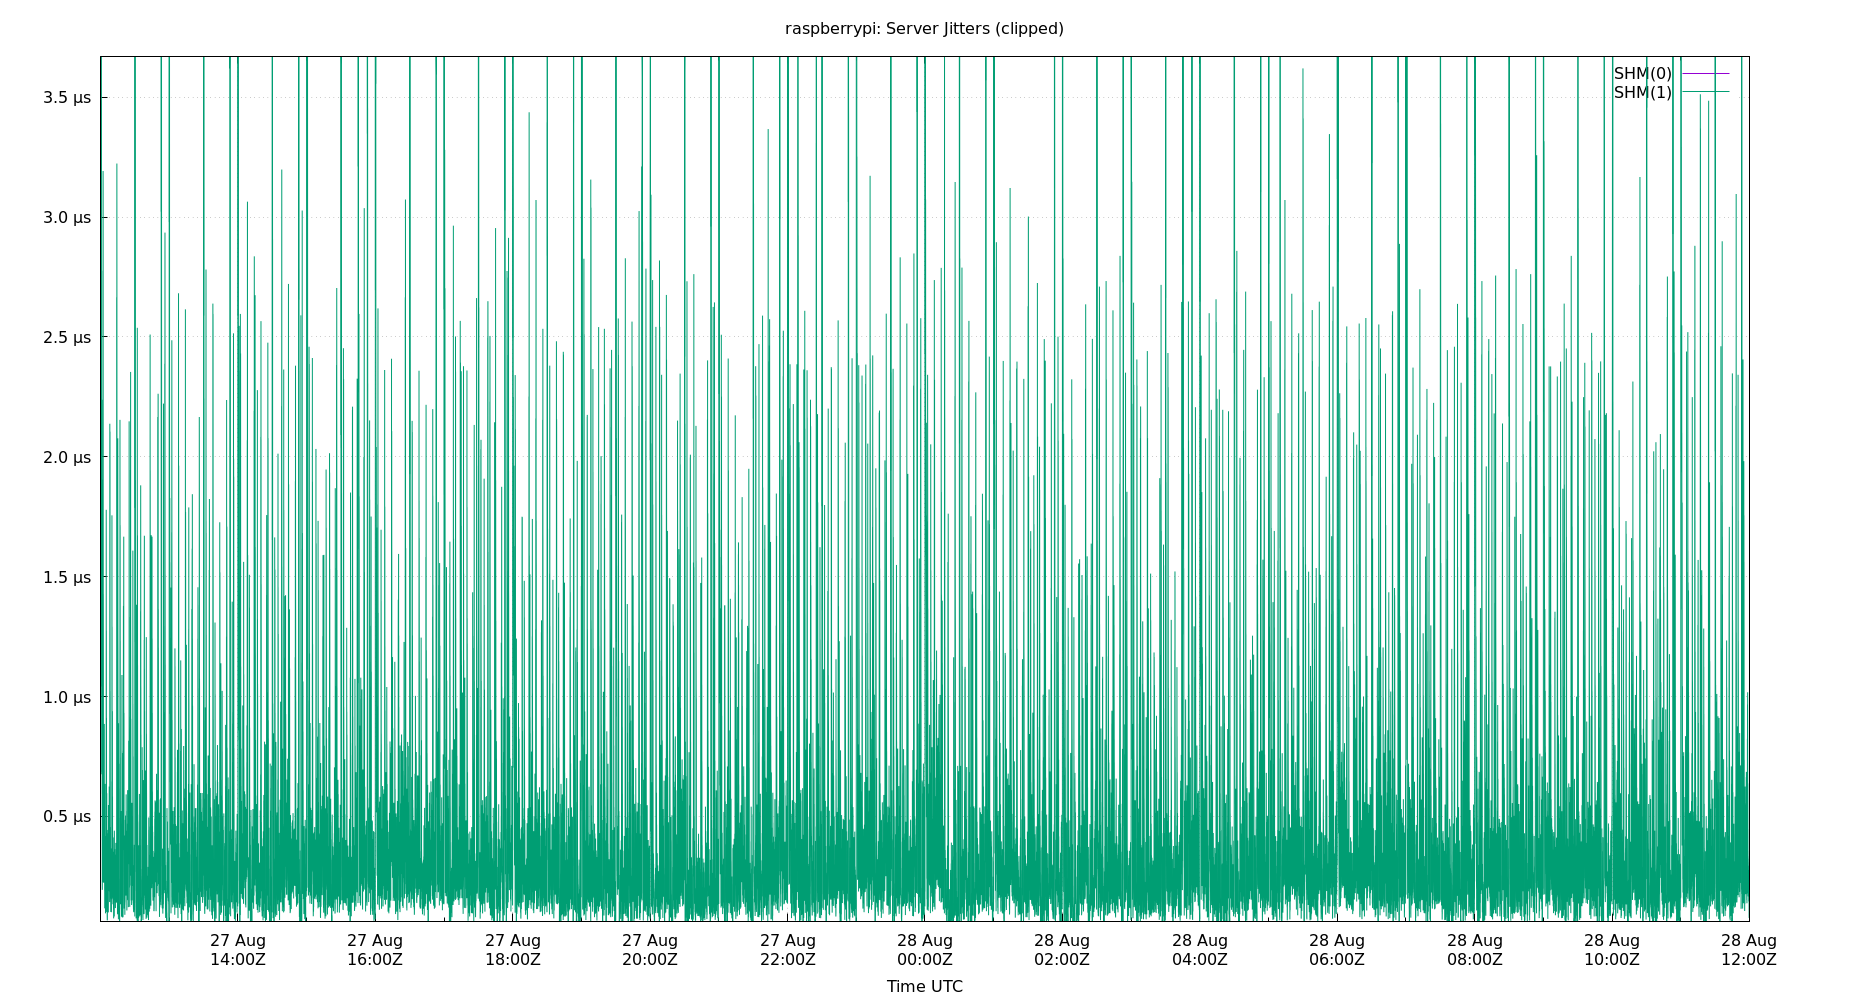 raspberrypi: Server Jitters (clipped)
SHM(0)
SHM(1)
3.5 µs
3.0 µs
2.5 µs
2.0 µs
1.5 µs
1.0 µs
0.5 µs
27 Aug 27 Aug 27 Aug 27 Aug 27 Aug 28 Aug 28 Aug 28 Aug 28 Aug 28 Aug 28 Aug 28 Aug
14:00Z 16:00Z 18:00Z 20:00Z 22:00Z 00:00Z 02:00Z 04:00Z 06:00Z 08:00Z 10:00Z 12:00Z
Time UTC